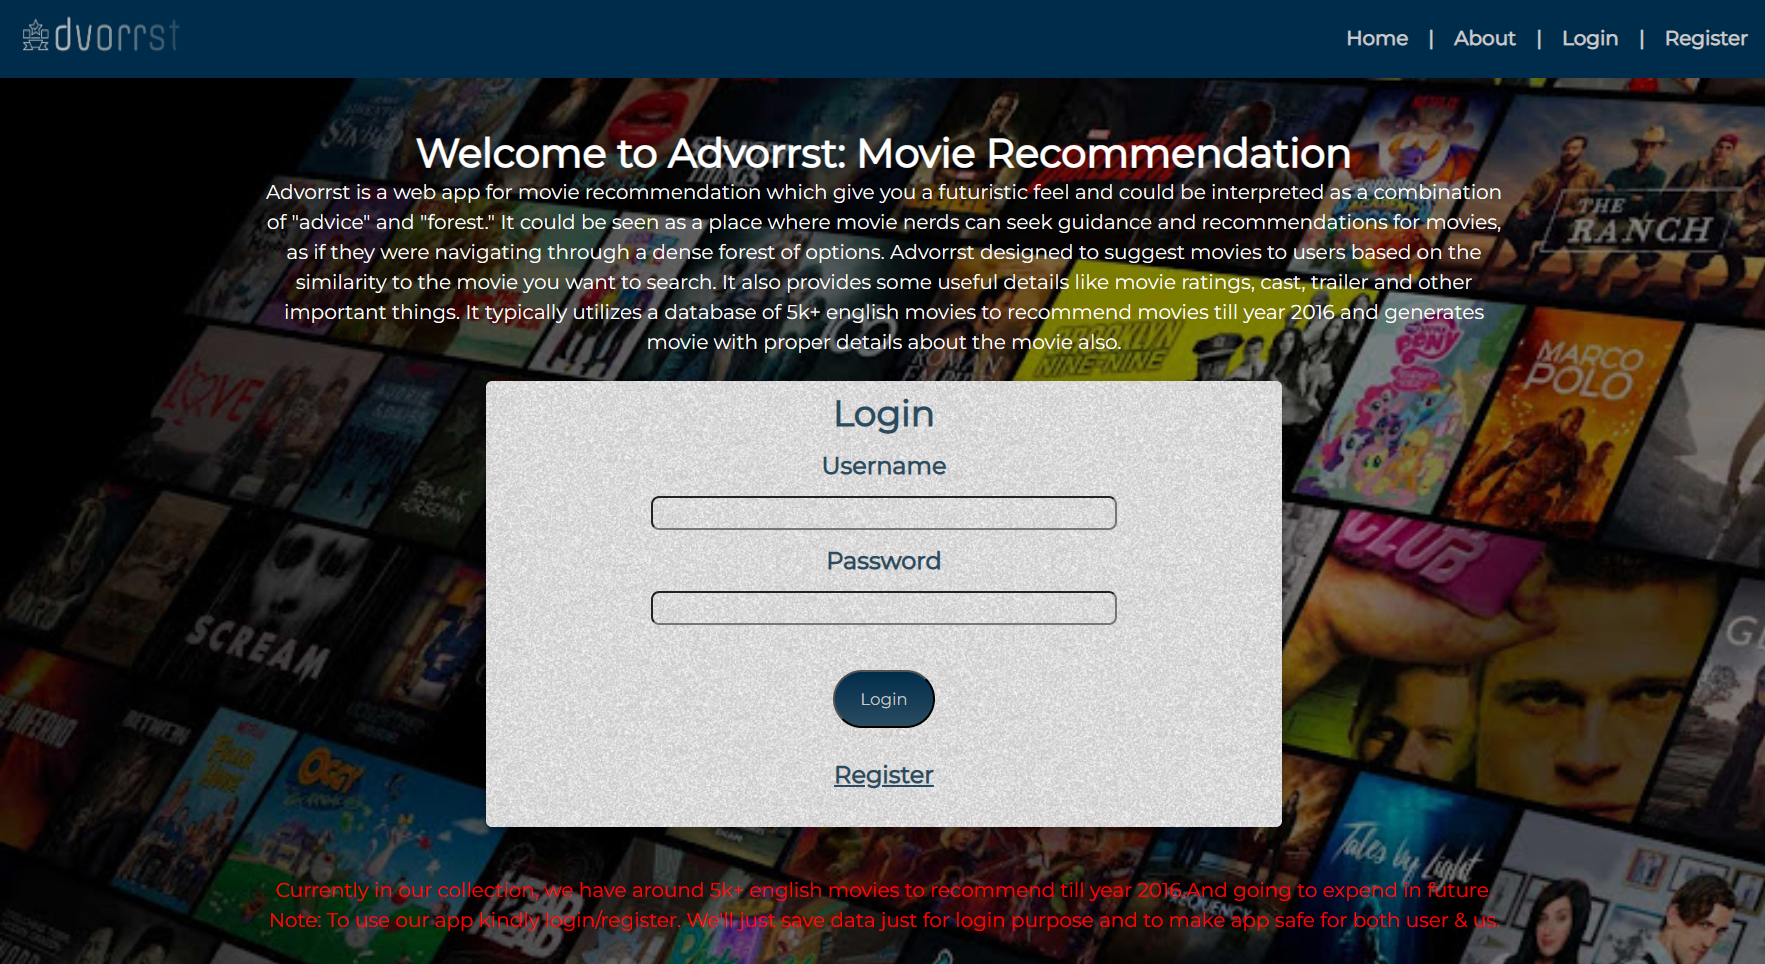 dvorrst
Home | About | Login | Register
Welcome to Advorrst: Movie Recommendation
Advorrst is a web app for movie recommendation which give you a futuristic feel and could be interpreted as a combination
of "advice" and "forest." It could be seen as a place where movie nerds can seek guidance and recommendations for movies,
as if they were navigating through a dense forest of options. Advorrst designed to suggest movies to users based on the
similarity to the movie you want to search. It also provides some useful details like movie ratings, cast, trailer and other
important things. It typically utilizes a database of 5k+ english movies to recommend movies till year 2016 and generates
movie with proper details about the movie also.
THE
RANCH
BROOKLYN
NINE-NINE
MY LITTLE
PONY
MARCO
POLO
LOVE
BOJACK
HORSEMAN
CLUB
SCREAM
Login
Username
Password
Login
Register
INFERNO
BETWEEN
OGGY
Tales by Light
Currently in our collection, we have around 5k+ english movies to recommend till year 2016.And going to expend in future.
Note: To use our app kindly login/register. We'll just save data just for login purpose and to make app safe for both user & us.